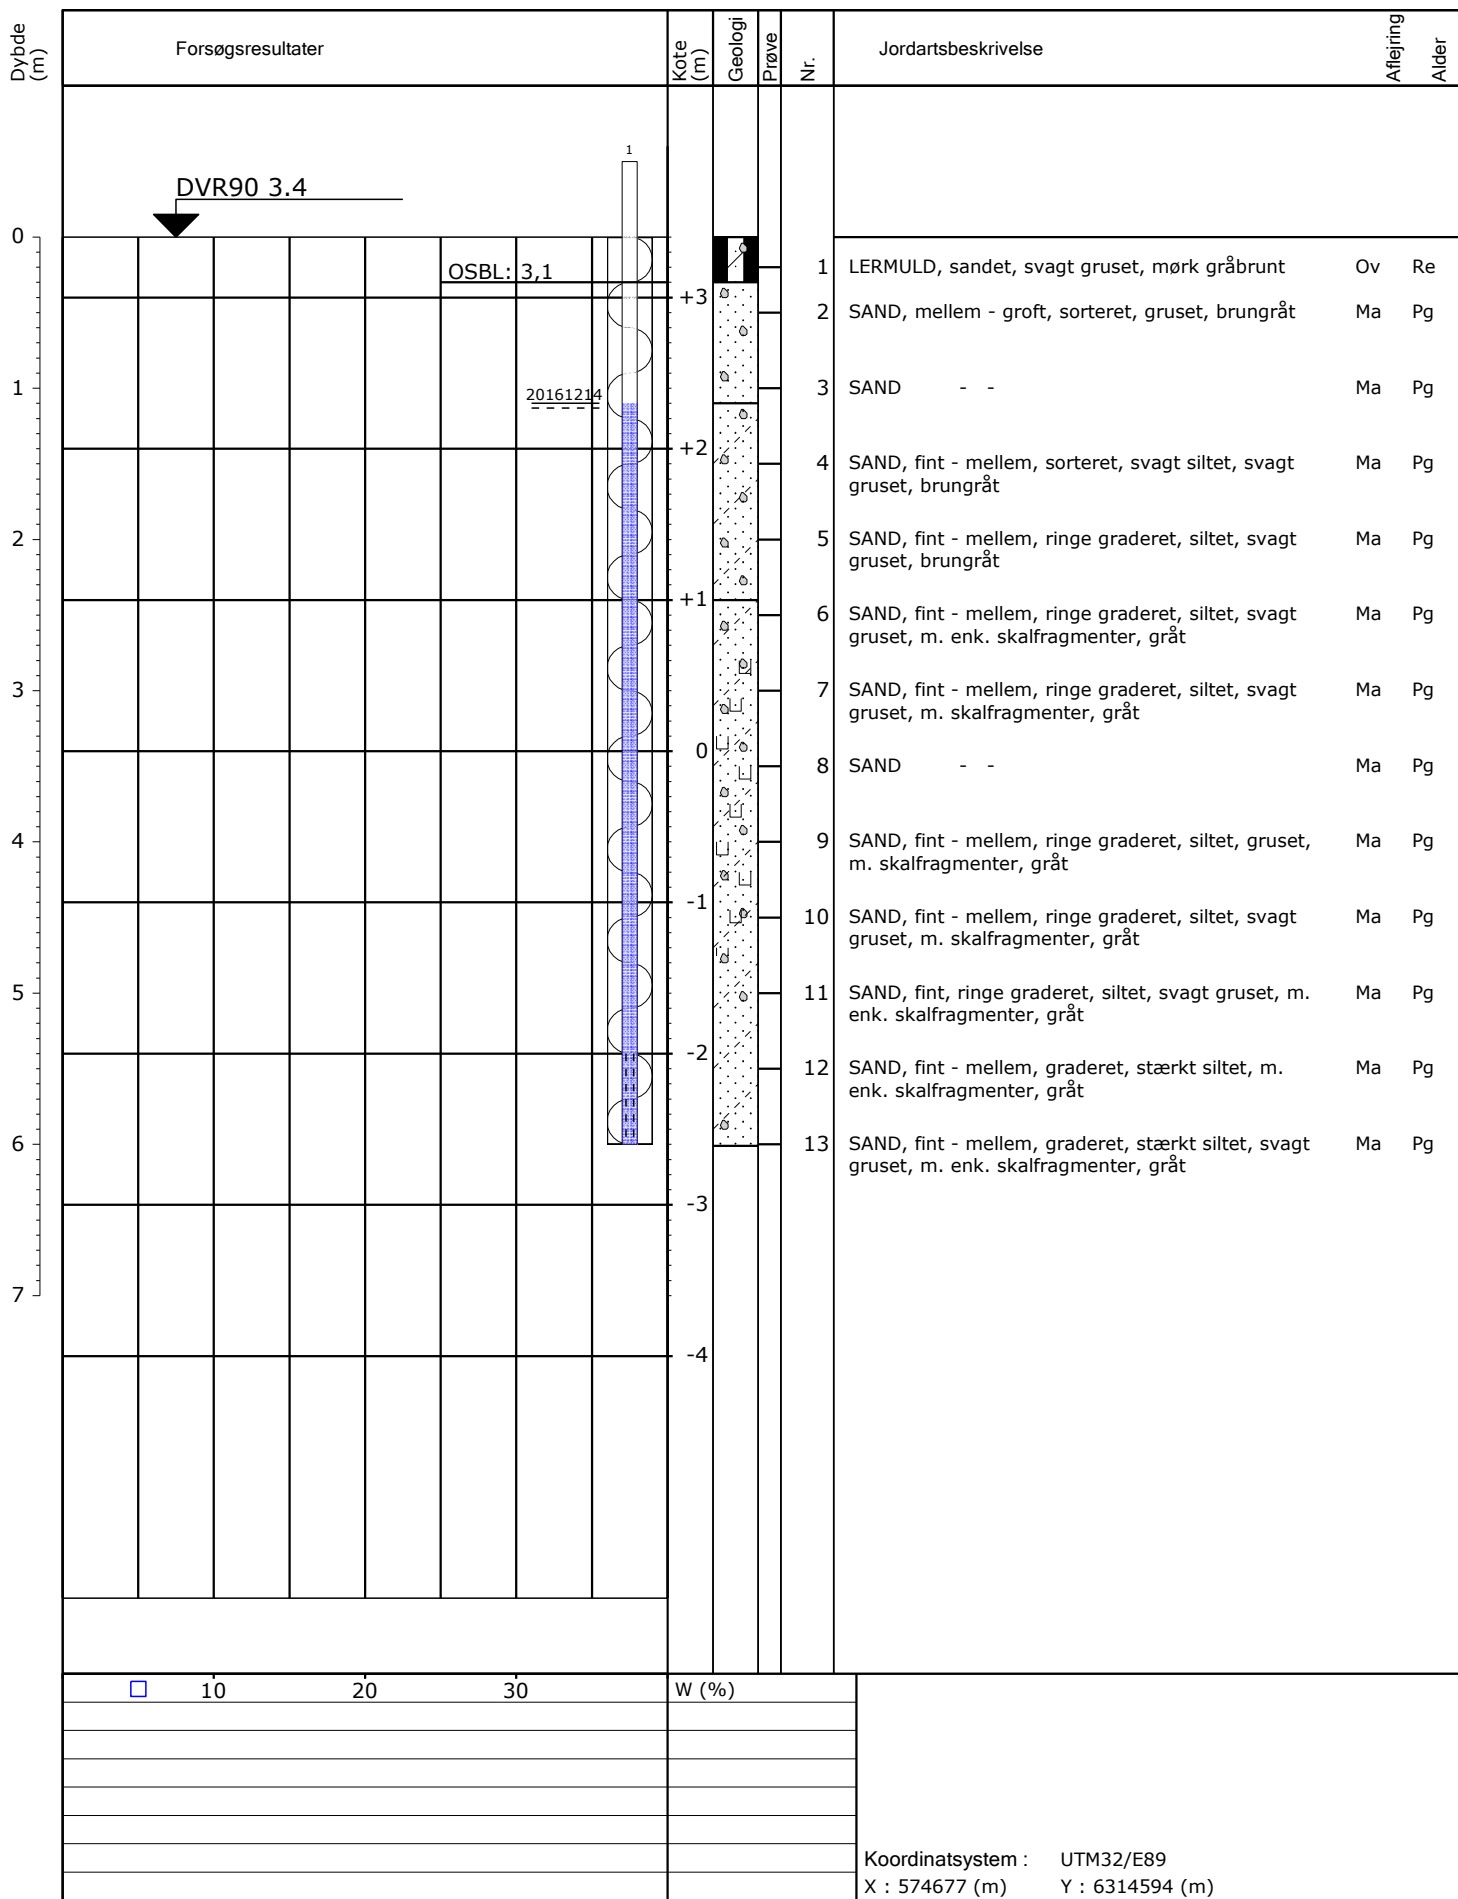 Dybde (m)
Forsøgsresultater
Kote (m)
Geologi
Prøve
Nr.
Jordartsbeskrivelse
Aflejring
Alder
1
DVR90 3.4
OSBL: 3,1
20161214
0
1
2
3
4
5
6
7
+3
+2
+1
0
-1
-2
-3
-4
1 LERMULD, sandet, svagt gruset, mørk gråbrunt Ov Re
2 SAND, mellem - groft, sorteret, gruset, brungråt Ma Pg
3 SAND - - Ma Pg
4 SAND, fint - mellem, sorteret, svagt siltet, svagt Ma Pg
gruset, brungråt
5 SAND, fint - mellem, ringe graderet, siltet, svagt Ma Pg
gruset, brungråt
6 SAND, fint - mellem, ringe graderet, siltet, svagt Ma Pg
gruset, m. enk. skalfragmenter, gråt
7 SAND, fint - mellem, ringe graderet, siltet, svagt Ma Pg
gruset, m. skalfragmenter, gråt
8 SAND - - Ma Pg
9 SAND, fint - mellem, ringe graderet, siltet, gruset, Ma Pg
m. skalfragmenter, gråt
10 SAND, fint - mellem, ringe graderet, siltet, svagt Ma Pg
gruset, m. skalfragmenter, gråt
11 SAND, fint, ringe graderet, siltet, svagt gruset, m. Ma Pg
enk. skalfragmenter, gråt
12 SAND, fint - mellem, graderet, stærkt siltet, m. Ma Pg
enk. skalfragmenter, gråt
13 SAND, fint - mellem, graderet, stærkt siltet, svagt Ma Pg
gruset, m. enk. skalfragmenter, gråt
10 20 30 W (%)
Koordinatsystem : UTM32/E89
X : 574677 (m) Y : 6314594 (m)